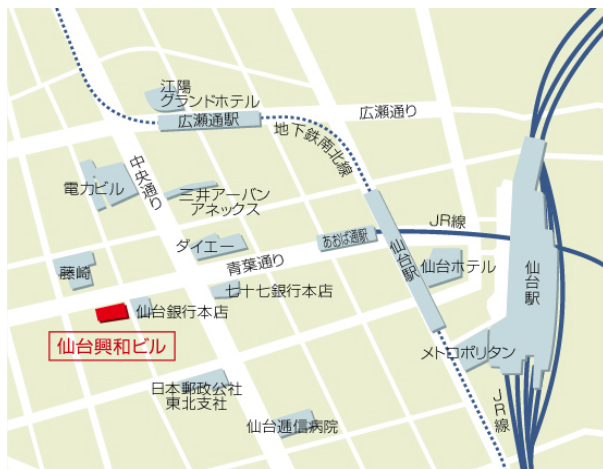 江陽
グランドホテル
広瀬通駅
広瀬通り
地下鉄南北線
中央通り
電力ビル
三井アーバン
アネックス
ダイエー
あおば通駅
JR線
仙台駅
仙台ホテル
仙台駅
藤崎
青葉通り
七十七銀行本店
仙台銀行本店
仙台興和ビル
メトロポリタン
日本郵政公社
東北支社
JR線
仙台逓信病院